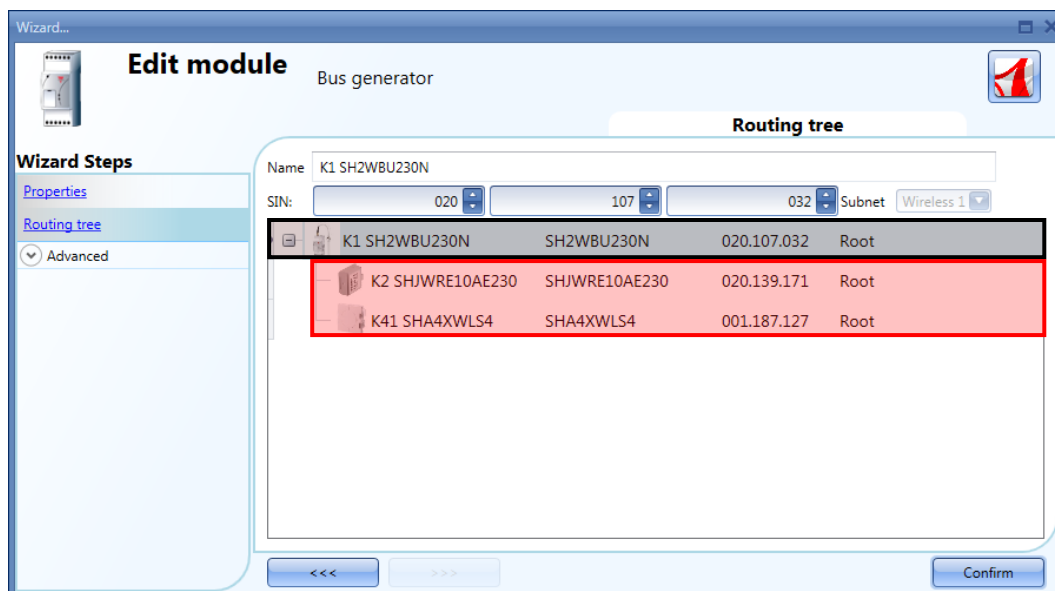 Wizard...
Edit module
Bus generator
Routing tree
Wizard Steps
Properties
Routing tree
Advanced
Name K1 SH2WBU230N
SIN: 020 107 032 Subnet Wireless 1
K1 SH2WBU230N SH2WBU230N 020.107.032 Root
K2 SHJWRE10AE230 SHJWRE10AE230 020.139.171 Root
K41 SHA4XWLS4 SHA4XWLS4 001.187.127 Root
<<< >>> Confirm